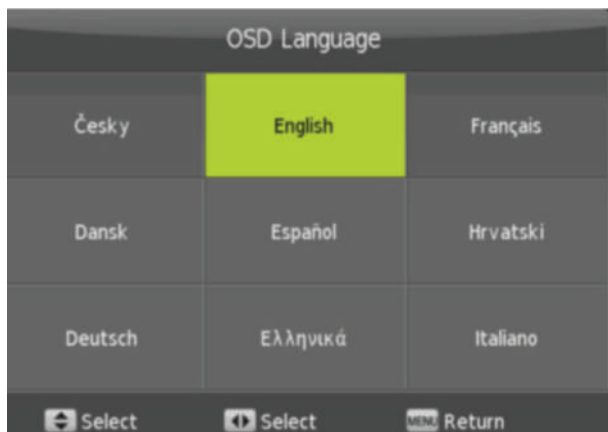 OSD Language
Česky English Français
Dansk Español Hrvatski
Deutsch Ελληνικά Italiano
Select Select MENU Return